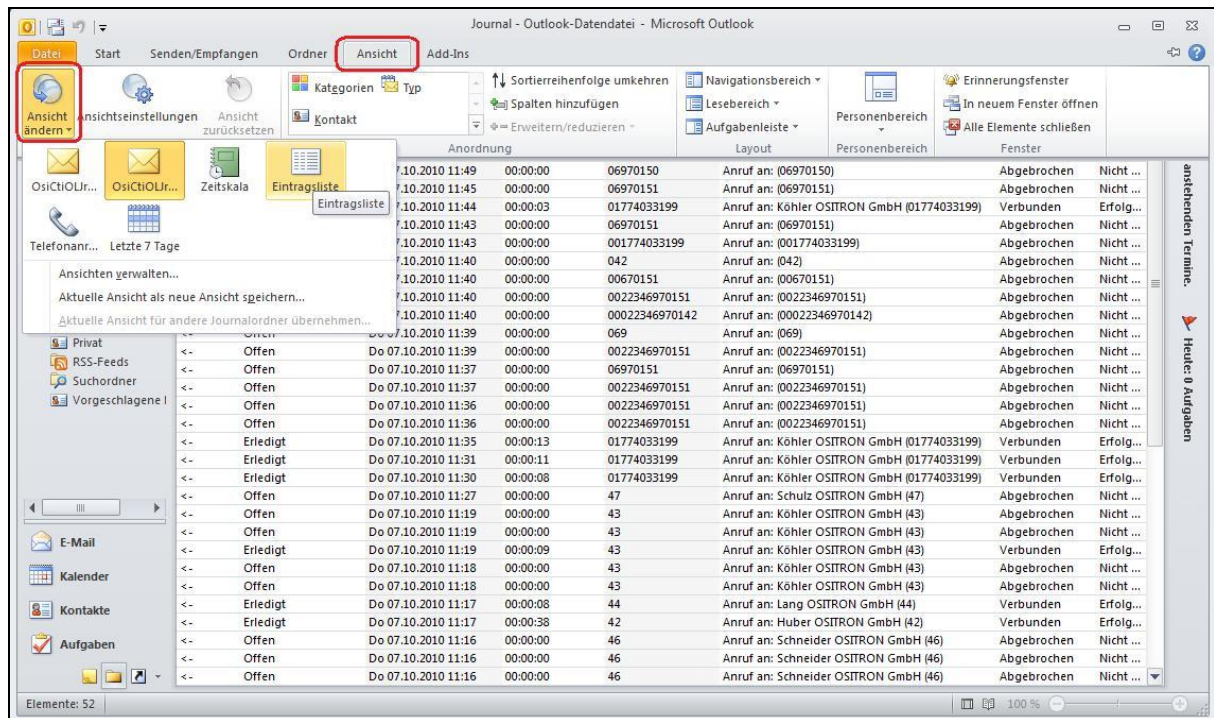 Journal - Outlook-Datendatei - Microsoft Outlook
Datei Start Senden/Empfangen Ordner Ansicht Add-Ins
Ansicht ändern
Ansichtseinstellungen
Ansicht zurücksetzen
Kategorien Typ
Kontakt
Sortierreihenfolge umkehren
Spalten hinzufügen
Erweitern/reduzieren
Anordnung
Navigationsbereich
Lesebereich
Aufgabenleiste
Layout
Personenbereich
Personenbereich
Erinnerungsfenster
In neuem Fenster öffnen
Alle Elemente schließen
Fenster
OsiCtiOLJr... OsiCtiOLJr... Zeitskala Eintragsliste
Eintragsliste
Telefonanr... Letzte 7 Tage
Ansichten verwalten...
Aktuelle Ansicht als neue Ansicht speichern...
Aktuelle Ansicht für andere Journalordner übernehmen...
Privat
RSS-Feeds
Suchordner
Vorgeschlagene
E-Mail
Kalender
Kontakte
Aufgaben
7.10.2010 11:49 00:00:00 06970150 Anruf an: (06970150) Abgebrochen Nicht ...
7.10.2010 11:45 00:00:00 06970151 Anruf an: (06970151) Abgebrochen Nicht ...
7.10.2010 11:44 00:00:03 01774033199 Anruf an: Köhler OSITRON GmbH (01774033199) Verbunden Erfolg...
7.10.2010 11:43 00:00:00 06970151 Anruf an: (06970151) Abgebrochen Nicht ...
7.10.2010 11:43 00:00:00 001774033199 Anruf an: (001774033199) Abgebrochen Nicht ...
7.10.2010 11:40 00:00:00 042 Anruf an: (042) Abgebrochen Nicht ...
7.10.2010 11:40 00:00:00 00670151 Anruf an: (00670151) Abgebrochen Nicht ...
7.10.2010 11:40 00:00:00 0022346970151 Anruf an: (0022346970151) Abgebrochen Nicht ...
7.10.2010 11:40 00:00:00 00022346970142 Anruf an: (00022346970142) Abgebrochen Nicht ...
<- Offen Do 07.10.2010 11:39 00:00:00 069 Anruf an: (069) Abgebrochen Nicht ...
<- Offen Do 07.10.2010 11:39 00:00:00 0022346970151 Anruf an: (0022346970151) Abgebrochen Nicht ...
<- Offen Do 07.10.2010 11:37 00:00:00 06970151 Anruf an: (06970151) Abgebrochen Nicht ...
<- Offen Do 07.10.2010 11:37 00:00:00 0022346970151 Anruf an: (0022346970151) Abgebrochen Nicht ...
<- Offen Do 07.10.2010 11:36 00:00:00 0022346970151 Anruf an: (0022346970151) Abgebrochen Nicht ...
<- Offen Do 07.10.2010 11:36 00:00:00 0022346970151 Anruf an: (0022346970151) Abgebrochen Nicht ...
<- Erledigt Do 07.10.2010 11:35 00:00:13 01774033199 Anruf an: Köhler OSITRON GmbH (01774033199) Verbunden Erfolg...
<- Erledigt Do 07.10.2010 11:31 00:00:11 01774033199 Anruf an: Köhler OSITRON GmbH (01774033199) Verbunden Erfolg...
<- Erledigt Do 07.10.2010 11:30 00:00:08 01774033199 Anruf an: Köhler OSITRON GmbH (01774033199) Verbunden Erfolg...
<- Offen Do 07.10.2010 11:27 00:00:00 47 Anruf an: Schulz OSITRON GmbH (47) Abgebrochen Nicht ...
<- Offen Do 07.10.2010 11:19 00:00:00 43 Anruf an: Köhler OSITRON GmbH (43) Abgebrochen Nicht ...
<- Offen Do 07.10.2010 11:19 00:00:00 43 Anruf an: Köhler OSITRON GmbH (43) Abgebrochen Nicht ...
<- Erledigt Do 07.10.2010 11:19 00:00:09 43 Anruf an: Köhler OSITRON GmbH (43) Verbunden Erfolg...
<- Offen Do 07.10.2010 11:18 00:00:00 43 Anruf an: Köhler OSITRON GmbH (43) Abgebrochen Nicht ...
<- Offen Do 07.10.2010 11:18 00:00:00 43 Anruf an: Köhler OSITRON GmbH (43) Abgebrochen Nicht ...
<- Erledigt Do 07.10.2010 11:17 00:00:08 44 Anruf an: Lang OSITRON GmbH (44) Verbunden Erfolg...
<- Erledigt Do 07.10.2010 11:17 00:00:38 42 Anruf an: Huber OSITRON GmbH (42) Verbunden Erfolg...
<- Offen Do 07.10.2010 11:16 00:00:00 46 Anruf an: Schneider OSITRON GmbH (46) Abgebrochen Nicht ...
<- Offen Do 07.10.2010 11:16 00:00:00 46 Anruf an: Schneider OSITRON GmbH (46) Abgebrochen Nicht ...
<- Offen Do 07.10.2010 11:16 00:00:00 46 Anruf an: Schneider OSITRON GmbH (46) Abgebrochen Nicht ...
anstehenden Termine.
Heute: 0 Aufgaben
Elemente: 52
100 %